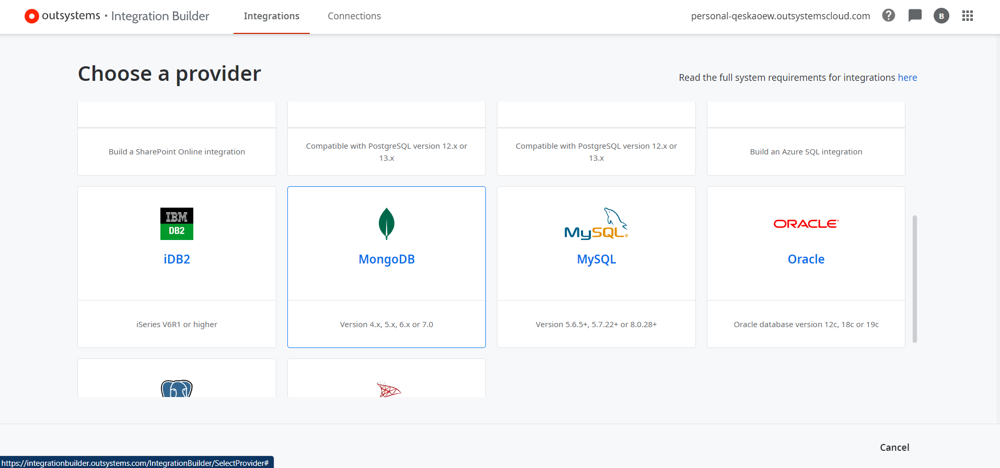 outsystems • Integration Builder
Integrations
Connections
personal-qeskaoew.outsystemscloud.com
?
B
Choose a provider
Read the full system requirements for integrations here
Build a SharePoint Online integration
Compatible with PostgreSQL version 12.x or
13.x
Compatible with PostgreSQL version 12.x or
13.x
Build an Azure SQL integration
IBM
DB2
iDB2
iSeries V6R1 or higher
MongoDB
Version 4.x, 5.x, 6.x or 7.0
MySQL®
MySQL
Version 5.6.5+, 5.7.22+ or 8.0.28+
ORACLE®
Oracle
Oracle database version 12c, 18c or 19c
Cancel
https://integrationbuilder.outsystems.com/IntegrationBuilder/SelectProvider#